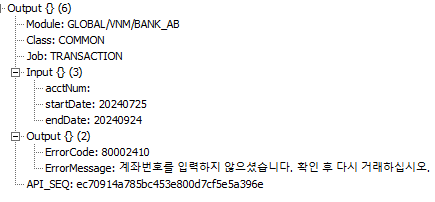 Output {} (6)
Module: GLOBAL/VNM/BANK_AB
Class: COMMON
Job: TRANSACTION
Input {} (3)
acctNum:
startDate: 20240725
endDate: 20240924
Output {} (2)
ErrorCode: 80002410
ErrorMessage: 계좌번호를 입력하지 않으셨습니다. 확인 후 다시 거래하십시오.
API_SEQ: ec70914a785bc453e800d7cf5e5a396e